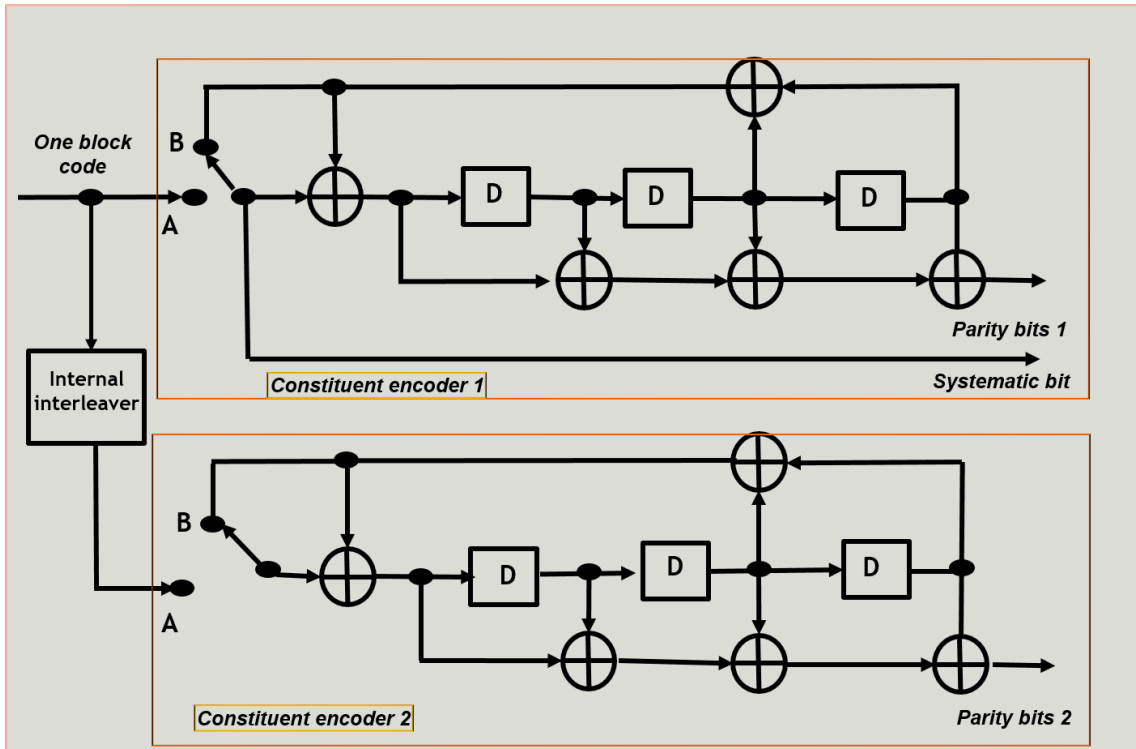 One block
code
B
A
D
D
D
Parity bits 1
Systematic bit
Constituent encoder 1
Internal
interleaver
B
A
D
D
D
Parity bits 2
Constituent encoder 2